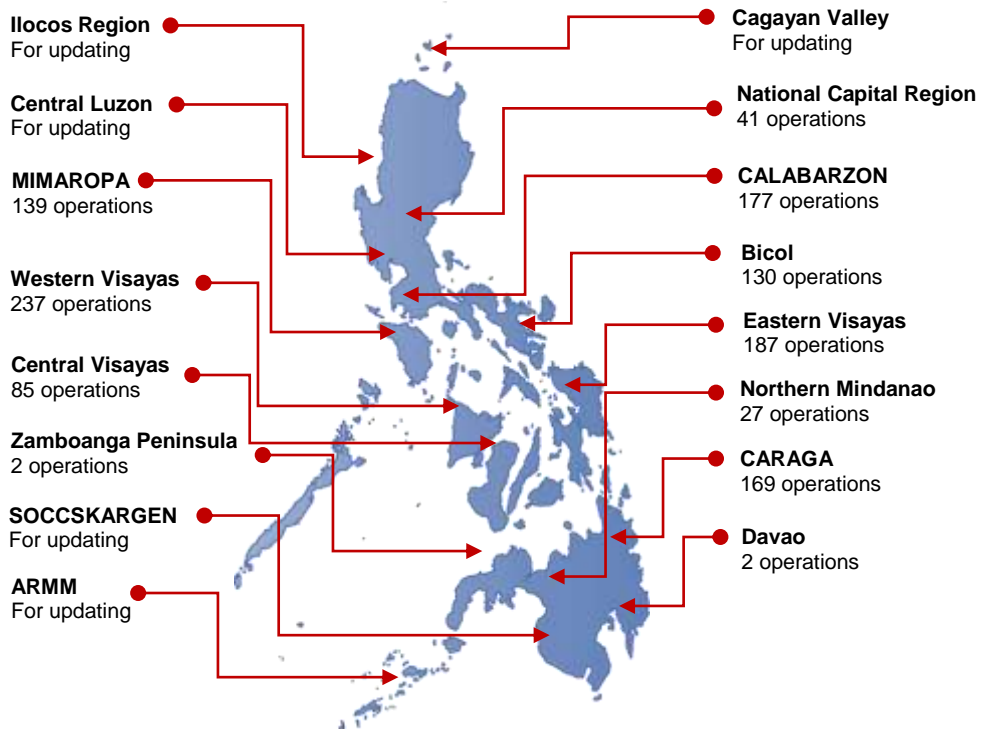 Ilocos Region
For updating
Central Luzon
For updating
MIMAROPA
139 operations
Western Visayas
237 operations
Central Visayas
85 operations
Zamboanga Peninsula
2 operations
SOCCSKARGEN
For updating
ARMM
For updating
Cagayan Valley
For updating
National Capital Region
41 operations
CALABARZON
177 operations
Bicol
130 operations
Eastern Visayas
187 operations
Northern Mindanao
27 operations
CARAGA
169 operations
Davao
2 operations